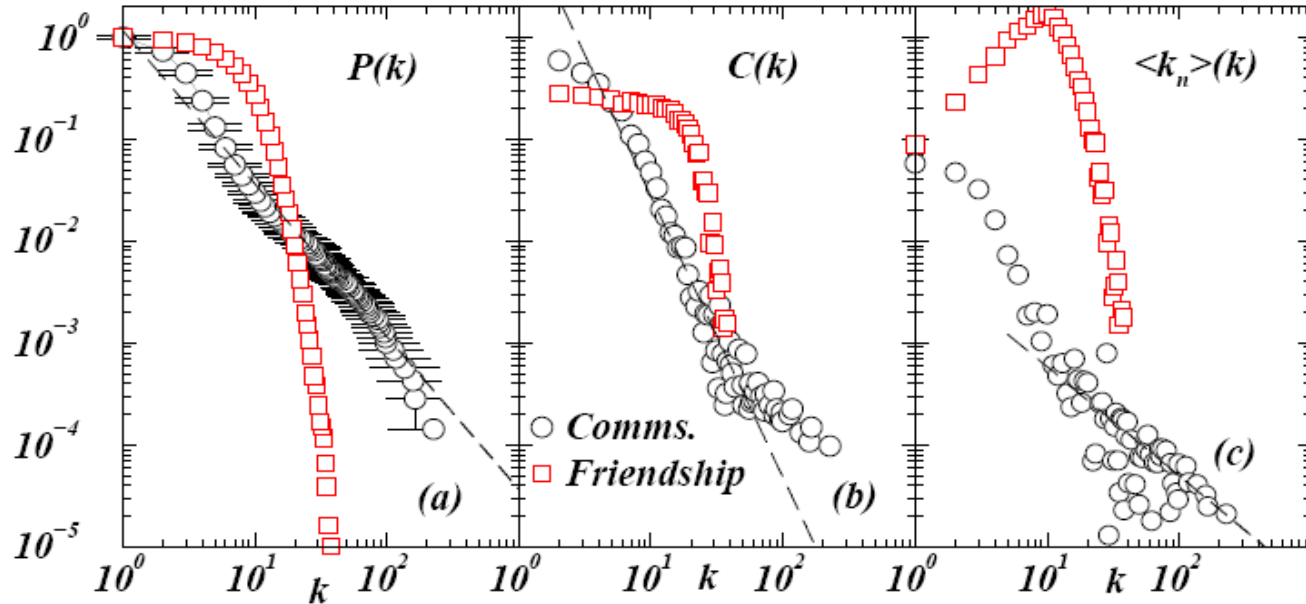 P(k)
C(k)
<k_n>(k)
10^0
10^-1
10^-2
10^-3
10^-4
10^-5
Comms.
Friendship
(a)
(b)
(c)
10^0 10^1 10^2 10^0 10^1 10^2 10^0 10^1 10^2
k k k